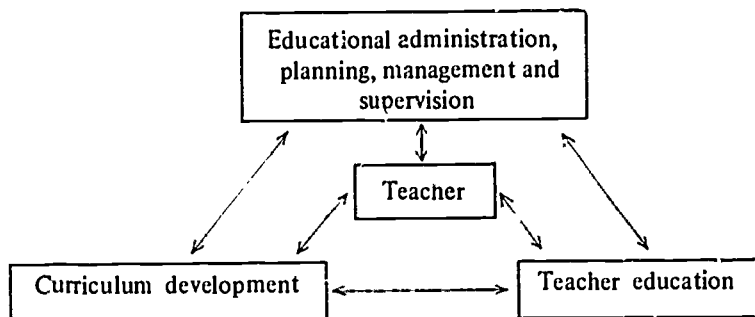 Educational administration,
planning, management and
supervision
Teacher
Curriculum development
Teacher education